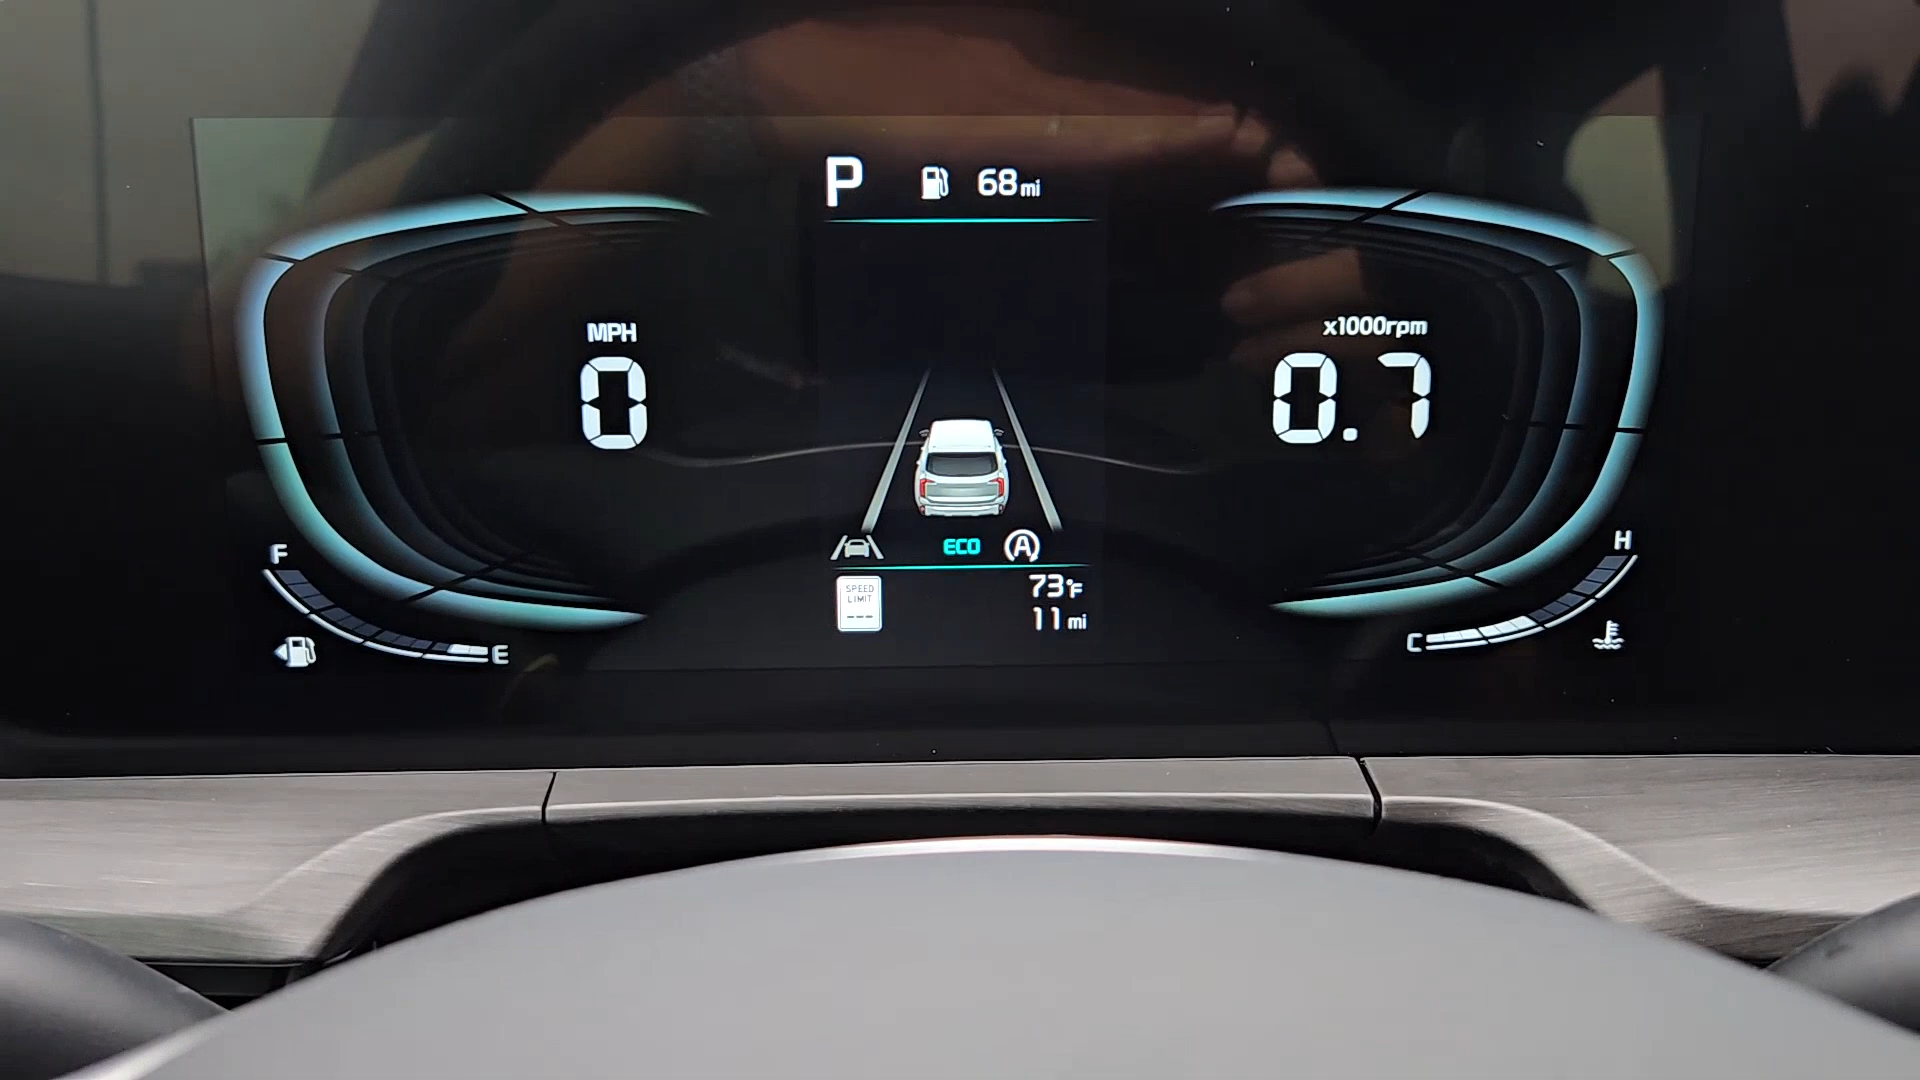 P 68mi
MPH
0
x1000rpm
0.7
ECO A
F
E
H
C
SPEED
LIMIT
---
73°F
11mi